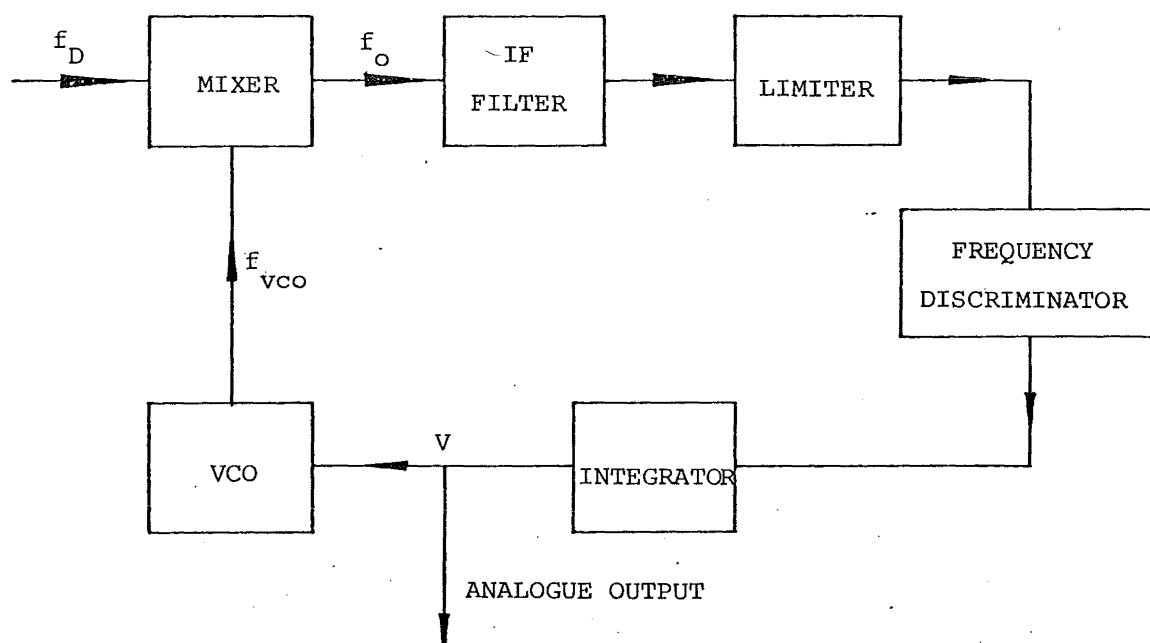 f_D
MIXER
f_o
IF
FILTER
LIMITER
FREQUENCY
DISCRIMINATOR
INTEGRATOR
V
ANALOGUE OUTPUT
VCO
f_vco